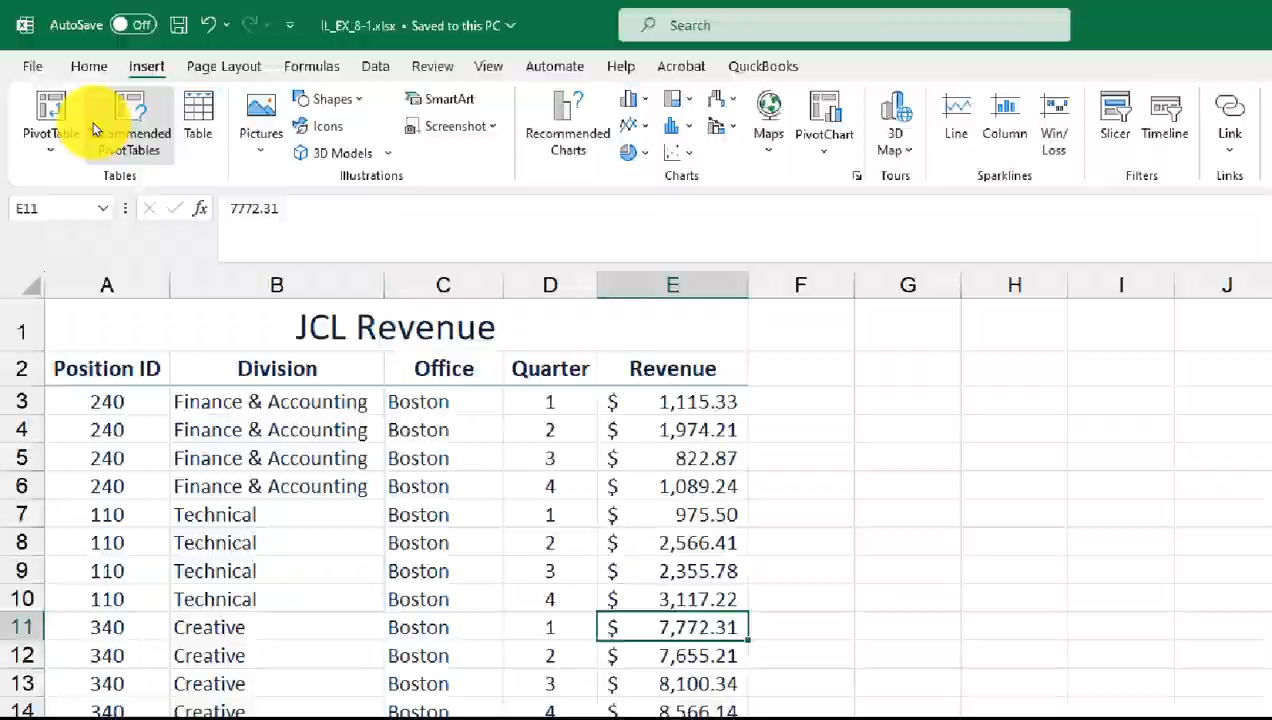 AutoSave Off IL_EX_8-1.xlsx • Saved to this PC Search
File Home Insert Page Layout Formulas Data Review View Automate Help Acrobat QuickBooks
PivotTable
Recommended PivotTables
Table
Tables
Pictures
Shapes
Icons
3D Models
SmartArt
Screenshot
Illustrations
Recommended Charts
Maps
PivotChart
Charts
3D Map
Tours
Line
Column
Win/ Loss
Sparklines
Slicer
Timeline
Filters
Link
Links
E11 fx 7772.31
A B C D E F G H I J
1 JCL Revenue
2 Position ID Division Office Quarter Revenue
3 240 Finance & Accounting Boston 1 $ 1,115.33
4 240 Finance & Accounting Boston 2 $ 1,974.21
5 240 Finance & Accounting Boston 3 $ 822.87
6 240 Finance & Accounting Boston 4 $ 1,089.24
7 110 Technical Boston 1 $ 975.50
8 110 Technical Boston 2 $ 2,566.41
9 110 Technical Boston 3 $ 2,355.78
10 110 Technical Boston 4 $ 3,117.22
11 340 Creative Boston 1 $ 7,772.31
12 340 Creative Boston 2 $ 7,655.21
13 340 Creative Boston 3 $ 8,100.34
14 340 Creative Boston 4 $ 8,566.14